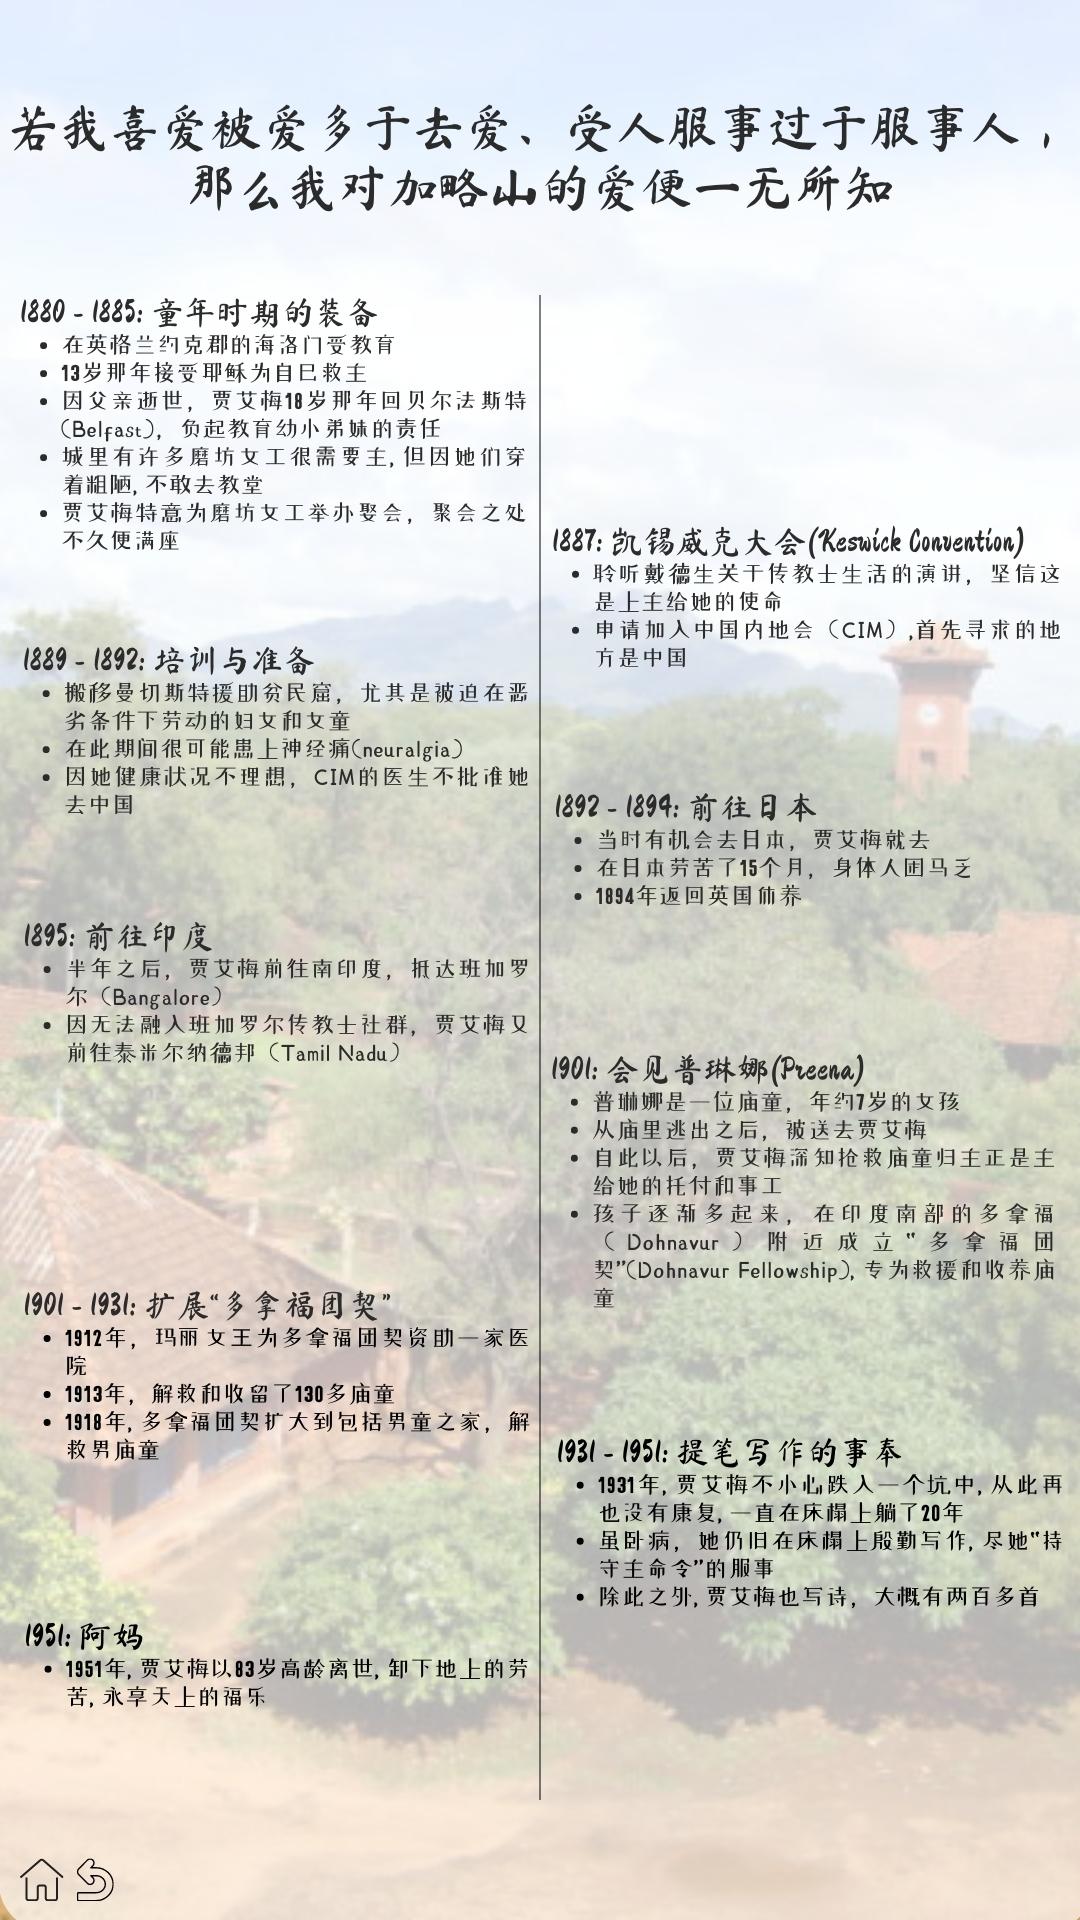 若我喜爱被爱多于去爱、受人服事过于服事人，
那么我对加略山的爱便一无所知
1880 - 1885: 童年时期的装备
• 在英格兰约克郡的海洛门受教育
• 13岁那年接受耶稣为自己救主
• 因父亲逝世，贾艾梅18岁那年回贝尔法斯特
（Belfast），负起教育幼小弟妹的责任
• 城里有许多磨坊女工很需要主, 但因她们穿
着粗陋, 不敢去教堂
• 贾艾梅特意为磨坊女工举办聚会，聚会之处
不久便满座
1887: 凯锡威克大会(Keswick Convention)
• 聆听戴德生关于传教士生活的演讲，坚信这
是上主给她的使命
• 申请加入中国内地会（CIM）,首先寻求的地
方是中国
1889 - 1892: 培训与准备
• 搬移曼切斯特援助贫民窟，尤其是被迫在恶
劣条件下劳动的妇女和女童
• 在此期间很可能患上神经痛(neuralgia)
• 因她健康状况不理想，CIM的医生不批准她
去中国
1892 - 1894: 前往日本
• 当时有机会去日本，贾艾梅就去
• 在日本劳苦了15个月，身体人困马乏
• 1894年返回英国休养
1895: 前往印度
• 半年之后，贾艾梅前往南印度，抵达班加罗
尔（Bangalore）
• 因无法融入班加罗尔传教士社群，贾艾梅又
前往泰米尔纳德邦（Tamil Nadu）
1901: 会见普琳娜(Preena)
• 普琳娜是一位庙童，年约7岁的女孩
• 从庙里逃出之后，被送去贾艾梅
• 自此以后，贾艾梅深知抢救庙童归主正是主
给她的托付和事工
• 孩子逐渐多起来，在印度南部的多拿福
（Dohnavur）附近成立“多拿福团
契”(Dohnavur Fellowship), 专为救援和收养庙
童
1901 - 1931: 扩展“多拿福团契”
• 1912年，玛丽女王为多拿福团契资助一家医
院
• 1913年，解救和收留了130多庙童
• 1918年, 多拿福团契扩大到包括男童之家，解
救男庙童
1931 - 1951: 提笔写作的事奉
• 1931年, 贾艾梅不小心跌入一个坑中, 从此再
也没有康复, 一直在床榻上躺了20年
• 虽卧病，她仍旧在床榻上殷勤写作, 尽她“持
守主命令”的服事
• 除此之外, 贾艾梅也写诗，大概有两百多首
1951: 阿妈
• 1951年, 贾艾梅以83岁高龄离世, 卸下地上的劳
苦, 永享天上的福乐